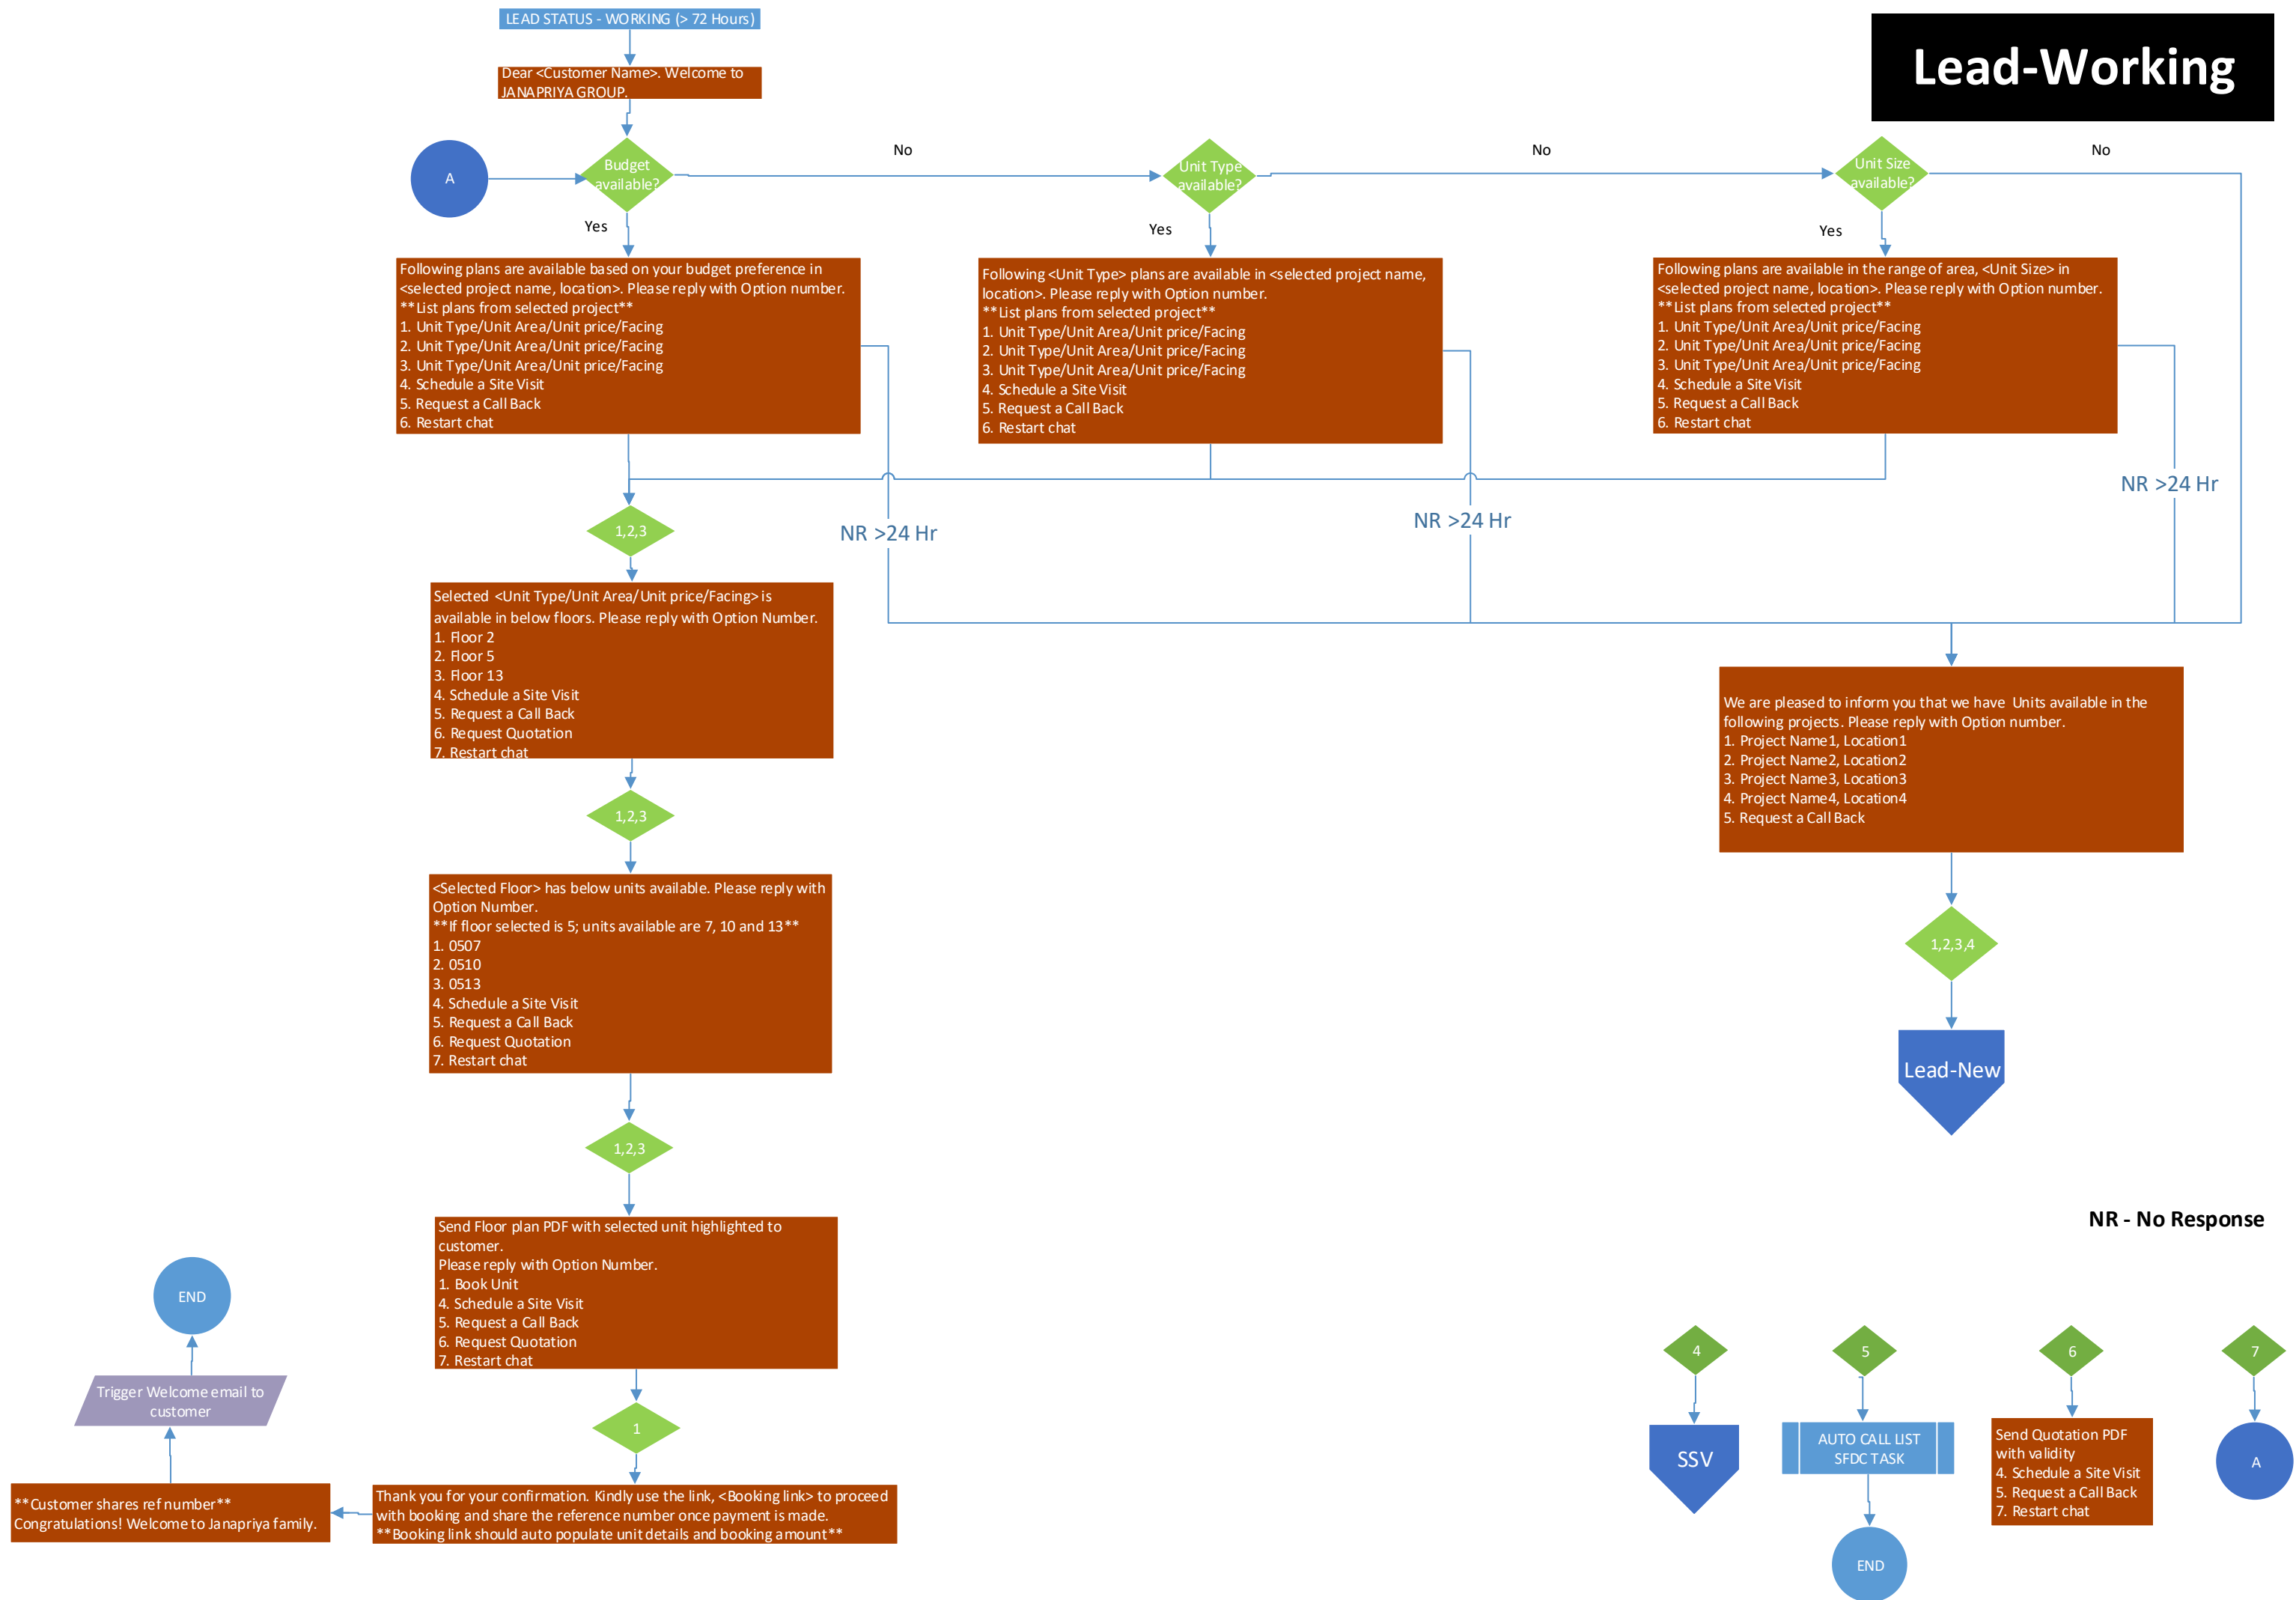 LEAD STATUS - WORKING (> 72 Hours)
Lead-Working
Dear <Customer Name>. Welcome to
JANAPRIYA GROUP.
A
Budget
available?
No
Unit Type
available?
No
Unit Size
available?
No
Yes
Yes
Yes
Following plans are available based on your budget preference in
<selected project name, location>. Please reply with Option number.
**List plans from selected project**
1. Unit Type/Unit Area/Unit price/Facing
2. Unit Type/Unit Area/Unit price/Facing
3. Unit Type/Unit Area/Unit price/Facing
4. Schedule a Site Visit
5. Request a Call Back
6. Restart chat
Following <Unit Type> plans are available in <selected project name,
location>. Please reply with Option number.
**List plans from selected project**
1. Unit Type/Unit Area/Unit price/Facing
2. Unit Type/Unit Area/Unit price/Facing
3. Unit Type/Unit Area/Unit price/Facing
4. Schedule a Site Visit
5. Request a Call Back
6. Restart chat
Following plans are available in the range of area, <Unit Size> in
<selected project name, location>. Please reply with Option number.
**List plans from selected project**
1. Unit Type/Unit Area/Unit price/Facing
2. Unit Type/Unit Area/Unit price/Facing
3. Unit Type/Unit Area/Unit price/Facing
4. Schedule a Site Visit
5. Request a Call Back
6. Restart chat
NR >24 Hr
NR >24 Hr
NR >24 Hr
1,2,3
Selected <Unit Type/Unit Area/Unit price/Facing> is
available in below floors. Please reply with Option Number.
1. Floor 2
2. Floor 5
3. Floor 13
4. Schedule a Site Visit
5. Request a Call Back
6. Request Quotation
7. Restart chat
We are pleased to inform you that we have Units available in the
following projects. Please reply with Option number.
1. Project Name1, Location1
2. Project Name2, Location2
3. Project Name3, Location3
4. Project Name4, Location4
5. Request a Call Back
1,2,3
<Selected Floor> has below units available. Please reply with
Option Number.
**If floor selected is 5; units available are 7, 10 and 13**
1. 0507
2. 0510
3. 0513
4. Schedule a Site Visit
5. Request a Call Back
6. Request Quotation
7. Restart chat
1,2,3,4
Lead-New
1,2,3
NR - No Response
Send Floor plan PDF with selected unit highlighted to
customer.
Please reply with Option Number.
1. Book Unit
4. Schedule a Site Visit
5. Request a Call Back
6. Request Quotation
7. Restart chat
END
Trigger Welcome email to
customer
1
**Customer shares ref number**
Congratulations! Welcome to Janapriya family.
Thank you for your confirmation. Kindly use the link, <Booking link> to proceed
with booking and share the reference number once payment is made.
**Booking link should auto populate unit details and booking amount**
4
5
6
7
SSV
AUTO CALL LIST
SFDC TASK
Send Quotation PDF
with validity
4. Schedule a Site Visit
5. Request a Call Back
7. Restart chat
A
END